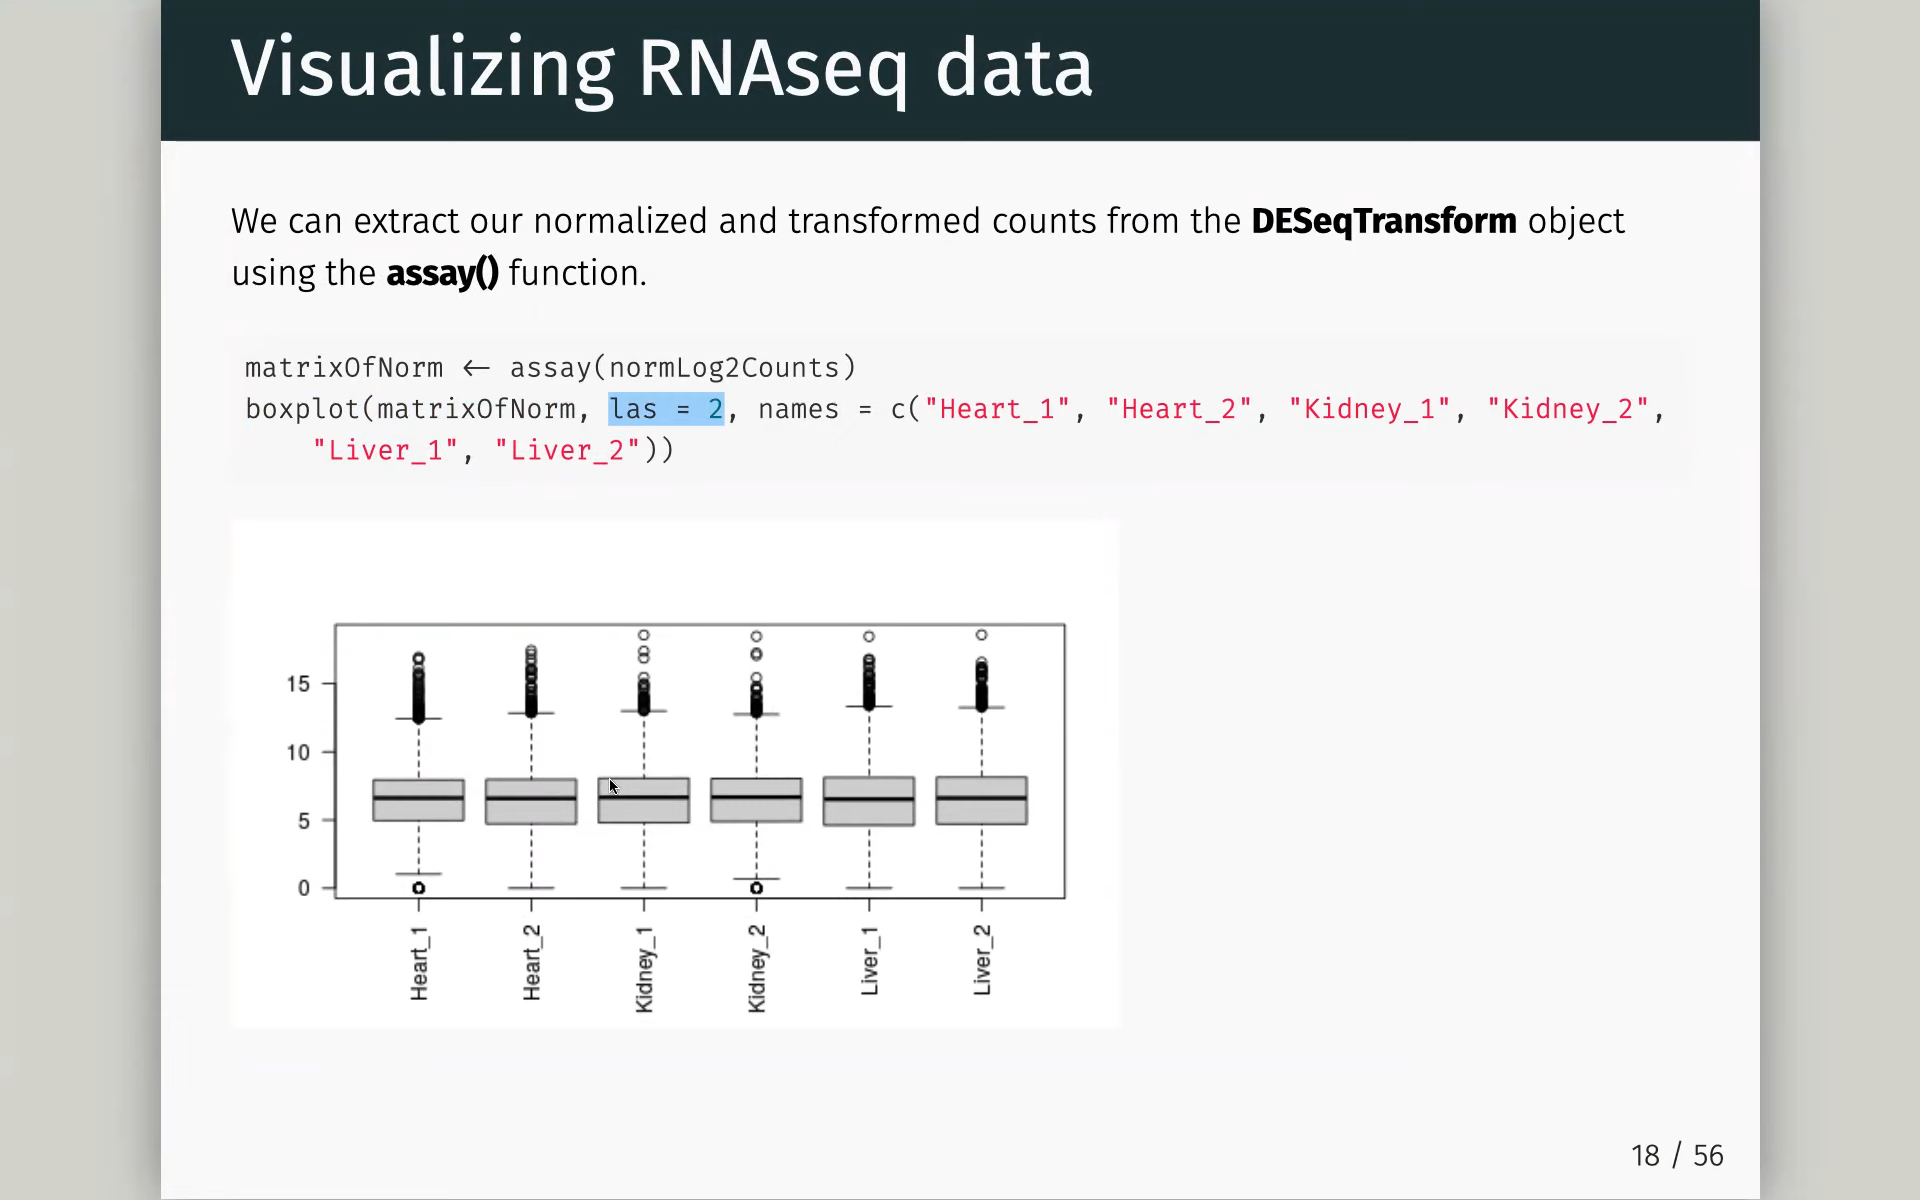 Visualizing RNAseq data
We can extract our normalized and transformed counts from the DESeqTransform object
using the assay() function.
matrixOfNorm ← assay(normLog2Counts)
boxplot(matrixOfNorm, las = 2, names = c("Heart_1", "Heart_2", "Kidney_1", "Kidney_2",
"Liver_1", "Liver_2"))
15
10
5
0
Heart_1
Heart_2
Kidney_1
Kidney_2
Liver_1
Liver_2
18 / 56